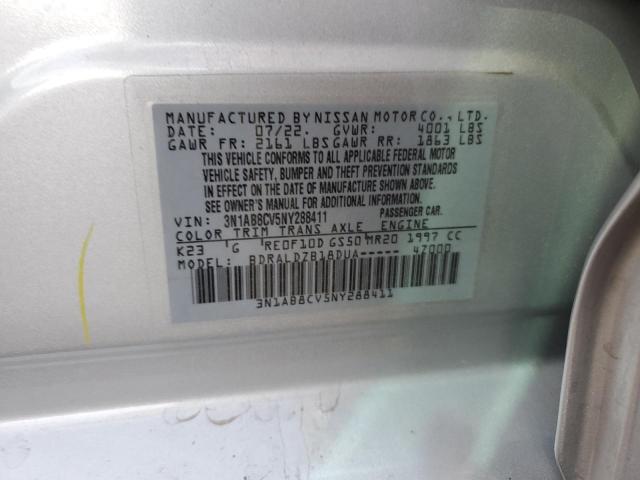 MANUFACTURED BY NISSAN MOTOR CO., LTD.
DATE: 07/22. GVWR: 4001 LBS
GAWR FR: 2161 LBS GAWR RR: 1863 LBS
THIS VEHICLE CONFORMS TO ALL APPLICABLE FEDERAL MOTOR
VEHICLE SAFETY, BUMPER AND THEFT PREVENTION STANDARDS
IN EFFECT ON THE DATE OF MANUFACTURE SHOWN ABOVE.
SEE OWNER'S MANUAL FOR ADDITIONAL INFORMATION.
VIN: 3N1AB8CV5NY288411 PASSENGER CAR.
COLOR TRIM TRANS AXLE ENGINE
K23 G RE0F10D GS50 MR20 1997 CC
MODEL: BDRALDZB18DUA----- 4Z000
3N1AB8CV5NY288411